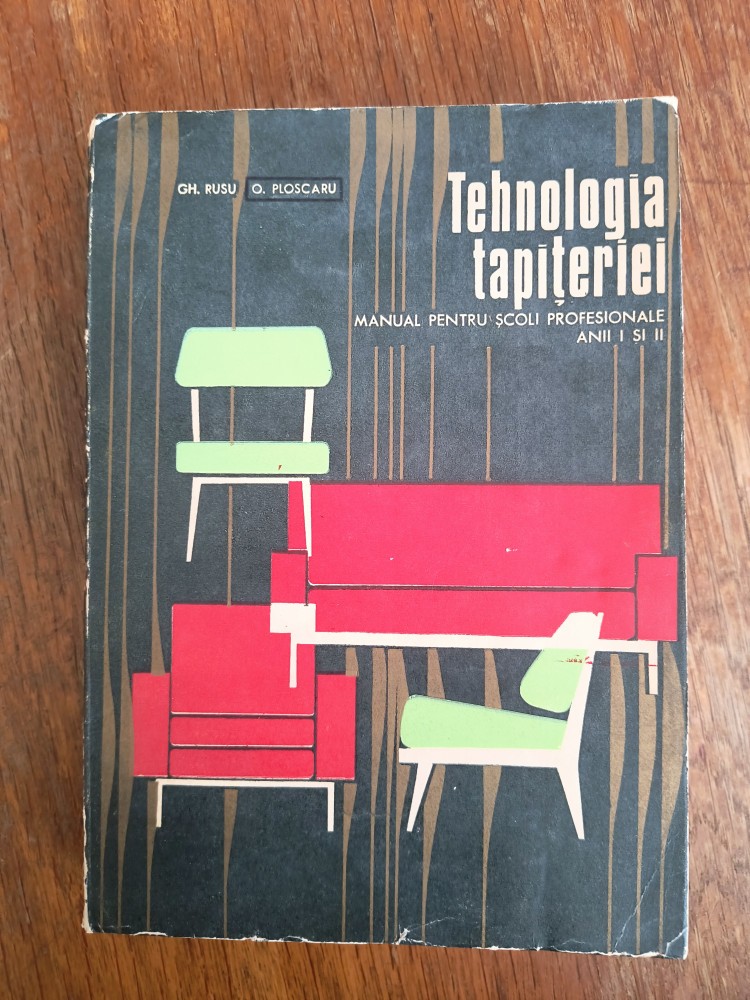 GH. RUSU O. PLOSCARU
Tehnologia
tapițeriei
MANUAL PENTRU ȘCOLI PROFESIONALE
ANII I ȘI II